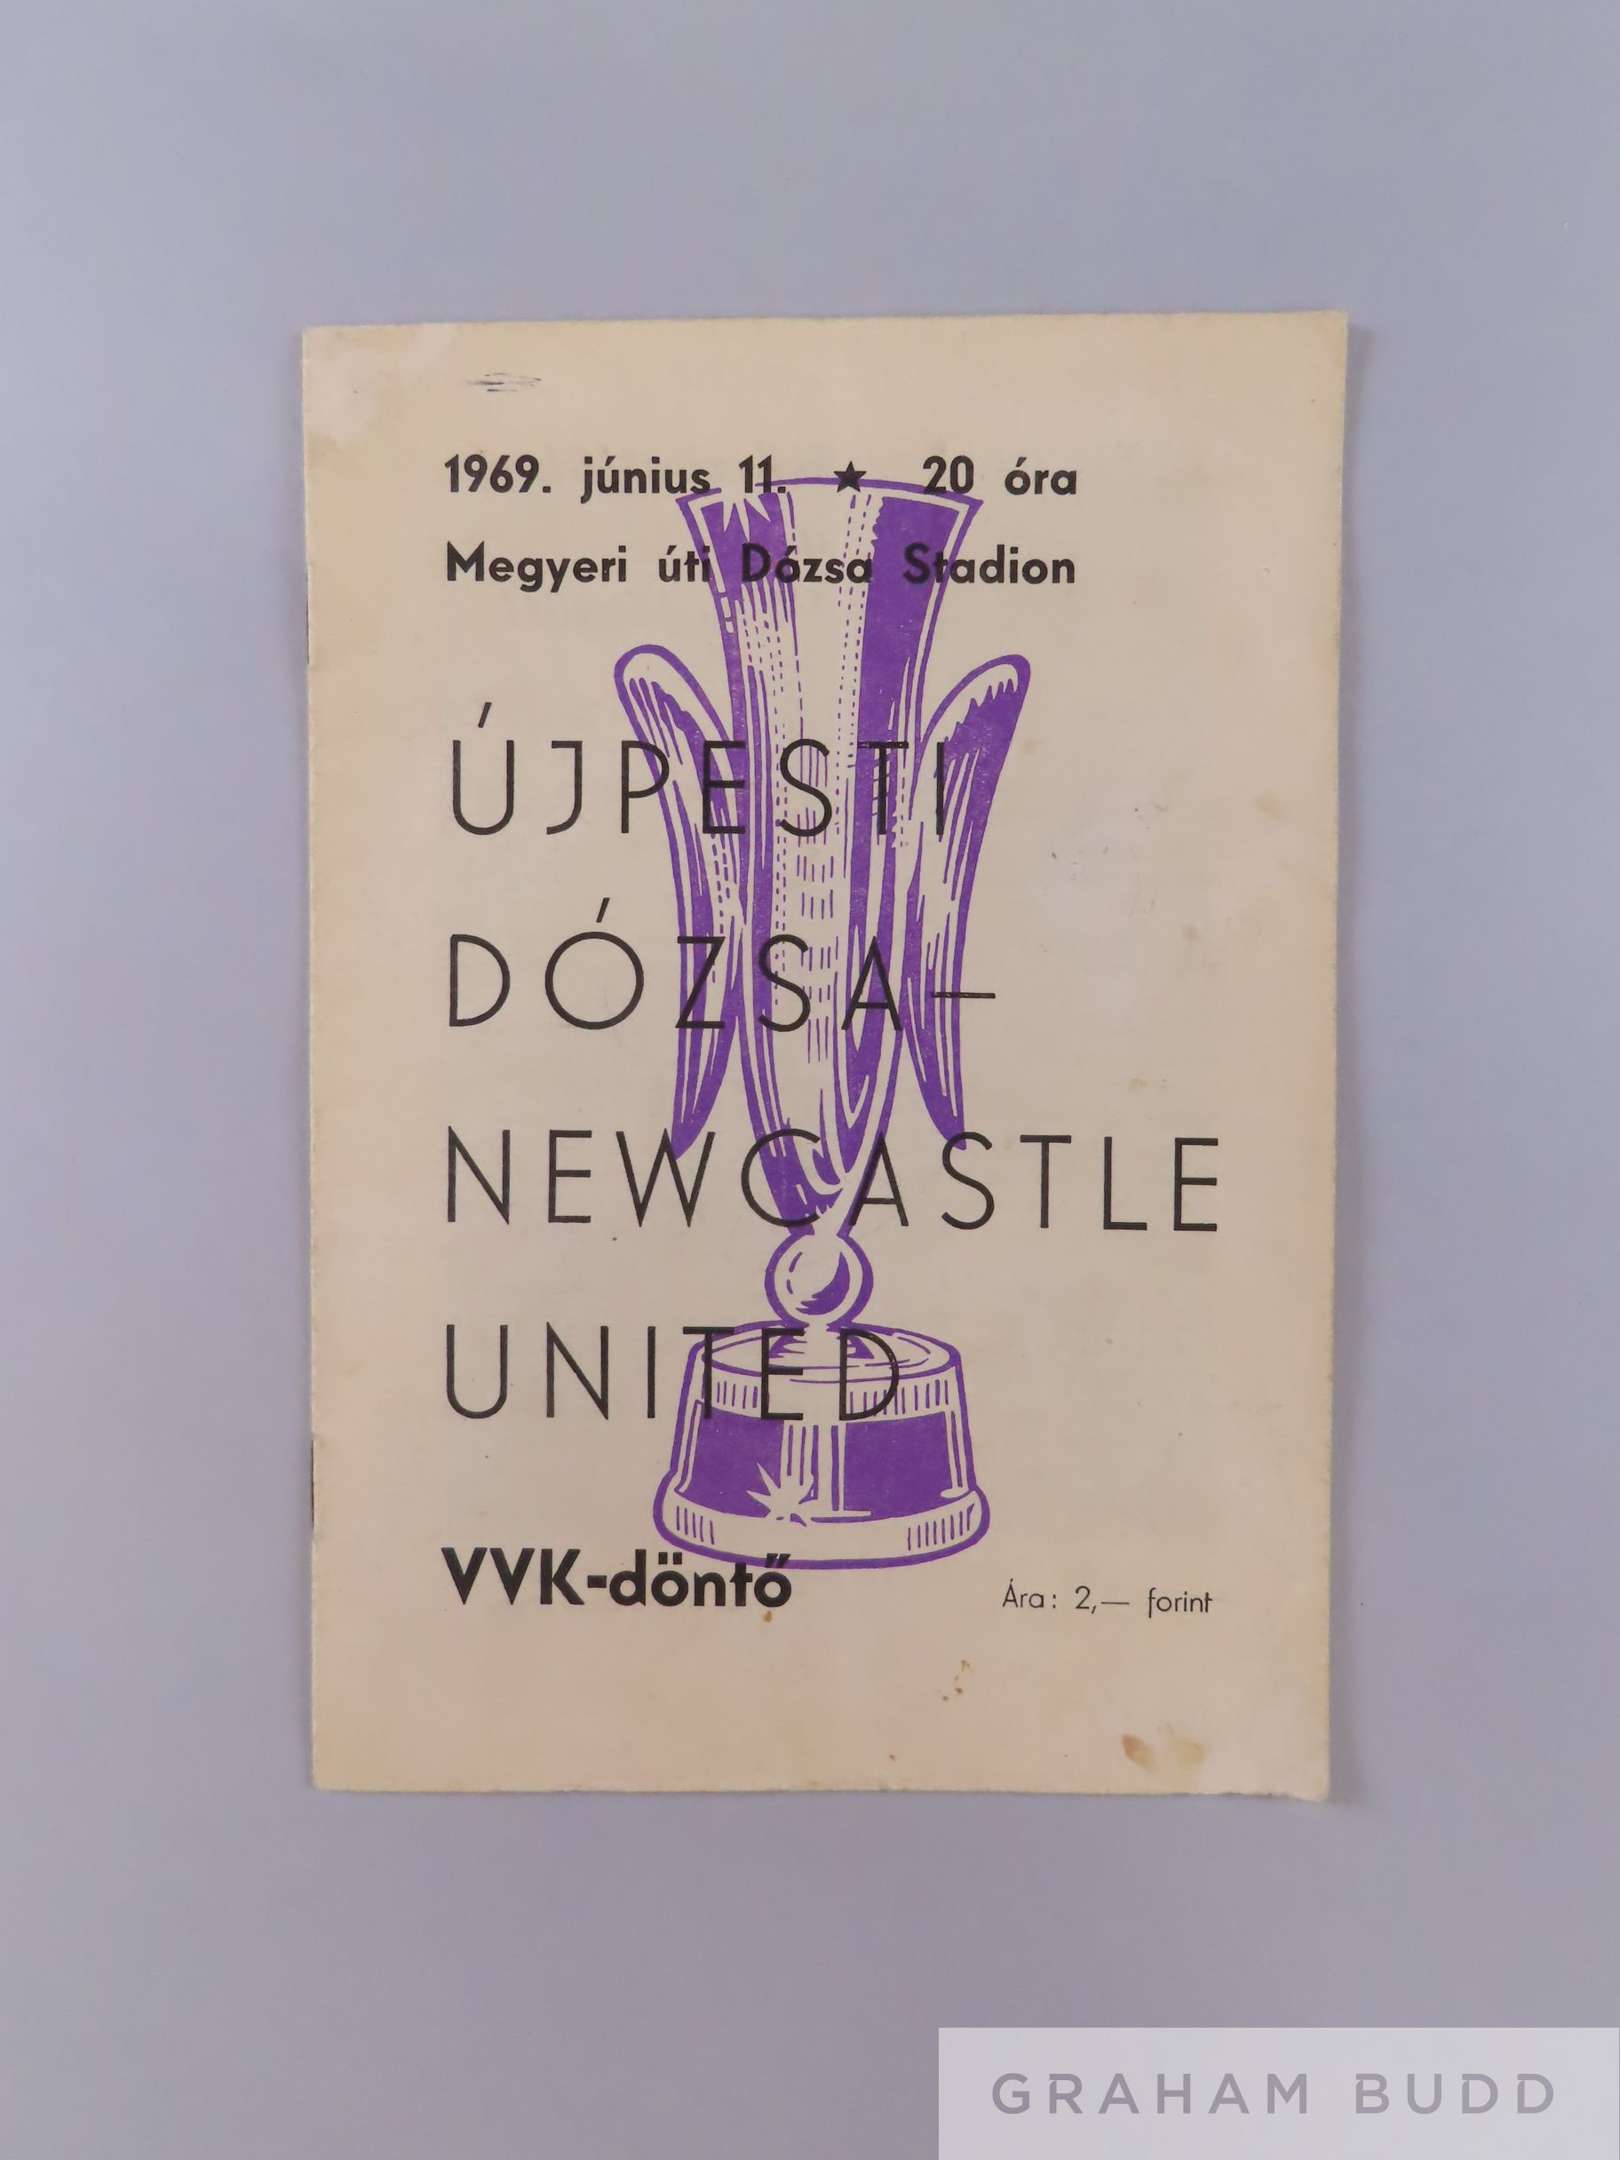 1969. június 11. ★ 20 óra
Megyeri úti Dózsa Stadion
ÚJPESTI
DÓZSA—
NEWCASTLE
UNITED
VVK-döntő
Ára: 2,— forint
GRAHAM BUDD